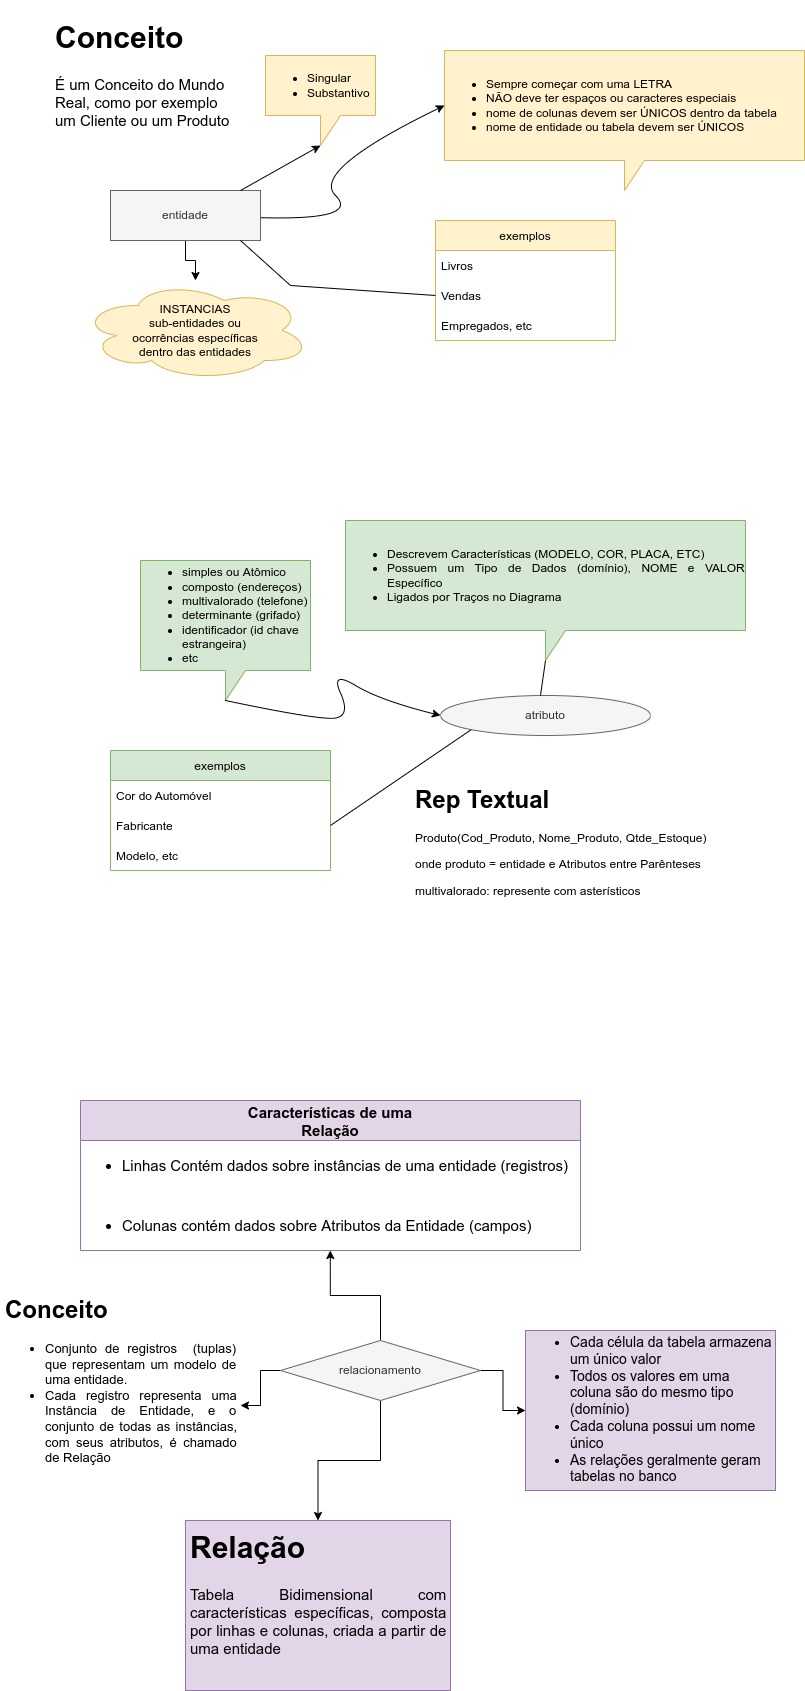 Conceito
É um Conceito do Mundo
Real, como por exemplo
um Cliente ou um Produto
• Singular
• Substantivo
• Sempre começar com uma LETRA
• NÃO deve ter espaços ou caracteres especiais
• nome de colunas devem ser ÚNICOS dentro da tabela
• nome de entidade ou tabela devem ser ÚNICOS
entidade
exemplos
Livros
Vendas
Empregados, etc
INSTANCIAS
sub-entidades ou
ocorrências específicas
dentro das entidades
• Descrevem Características (MODELO, COR, PLACA, ETC)
• Possuem um Tipo de Dados (domínio), NOME e VALOR
Específico
• Ligados por Traços no Diagrama
• simples ou Atômico
• composto (endereços)
• multivalorado (telefone)
• determinante (grifado)
• identificador (id chave
estrangeira)
• etc
atributo
exemplos
Cor do Automóvel
Fabricante
Modelo, etc
Rep Textual
Produto(Cod_Produto, Nome_Produto, Qtde_Estoque)
onde produto = entidade e Atributos entre Parênteses
multivalorado: represente com asterísticos
Características de uma
Relação
• Linhas Contém dados sobre instâncias de uma entidade (registros)
• Colunas contém dados sobre Atributos da Entidade (campos)
Conceito
• Conjunto de registros (tuplas)
que representam um modelo de
uma entidade.
• Cada registro representa uma
Instância de Entidade, e o
conjunto de todas as instâncias,
com seus atributos, é chamado
de Relação
relacionamento
• Cada célula da tabela armazena
um único valor
• Todos os valores em uma
coluna são do mesmo tipo
(domínio)
• Cada coluna possui um nome
único
• As relações geralmente geram
tabelas no banco
Relação
Tabela Bidimensional com
características específicas, composta
por linhas e colunas, criada a partir de
uma entidade